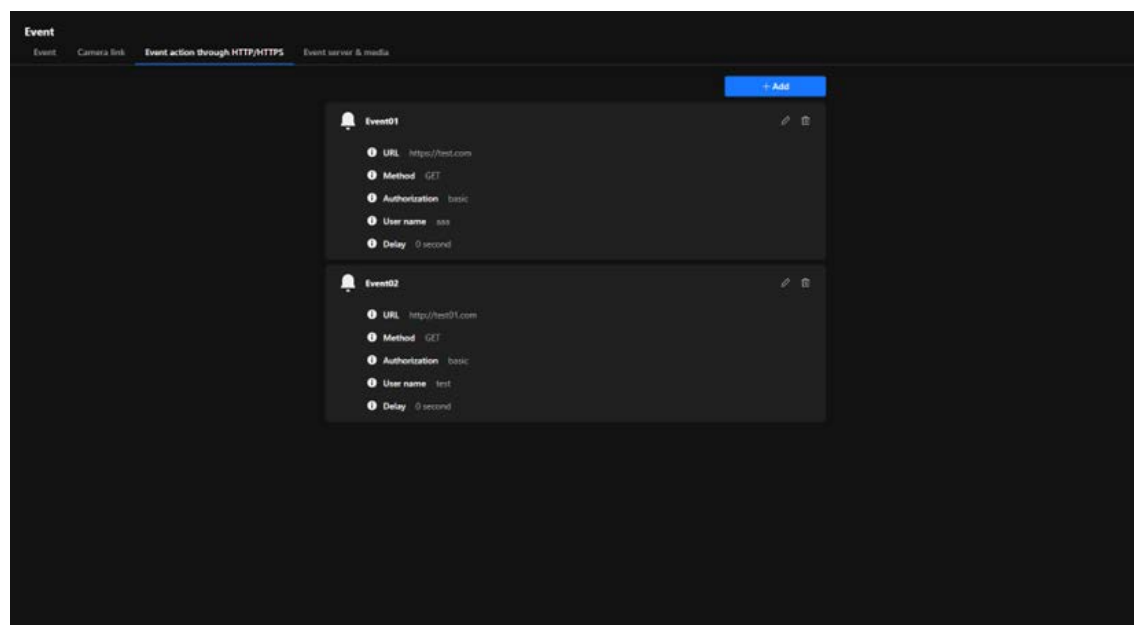 Event
Event Camera link Event action through HTTP/HTTPS Event server & media
+ Add
Event01
URL https://test.com
Method GET
Authorization basic
User name aaa
Delay 0 second
Event02
URL http://test01.com
Method GET
Authorization basic
User name test
Delay 0 second